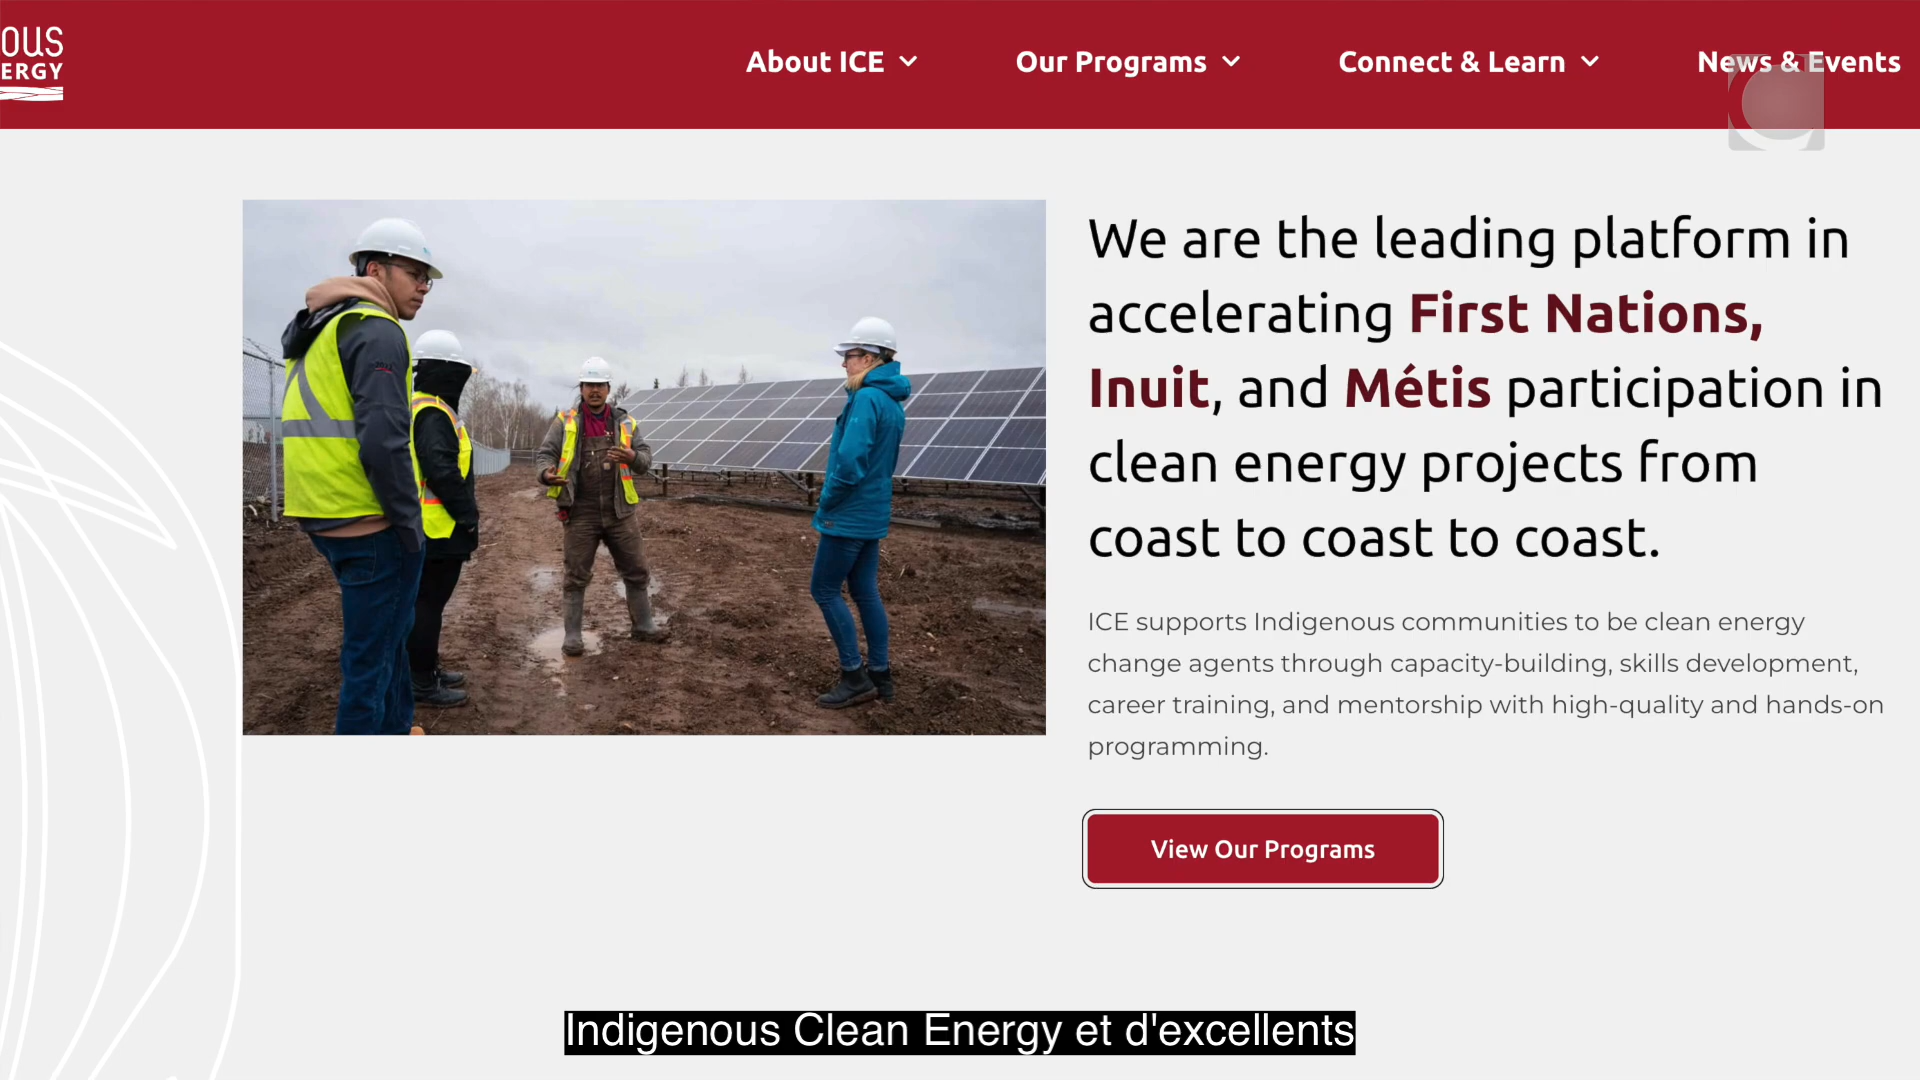 OUS
ERGY
About ICE
Our Programs
Connect & Learn
News & Events
We are the leading platform in
accelerating First Nations,
Inuit, and Métis participation in
clean energy projects from
coast to coast to coast.
ICE supports Indigenous communities to be clean energy
change agents through capacity-building, skills development,
career training, and mentorship with high-quality and hands-on
programming.
View Our Programs
Indigenous Clean Energy et d'excellents